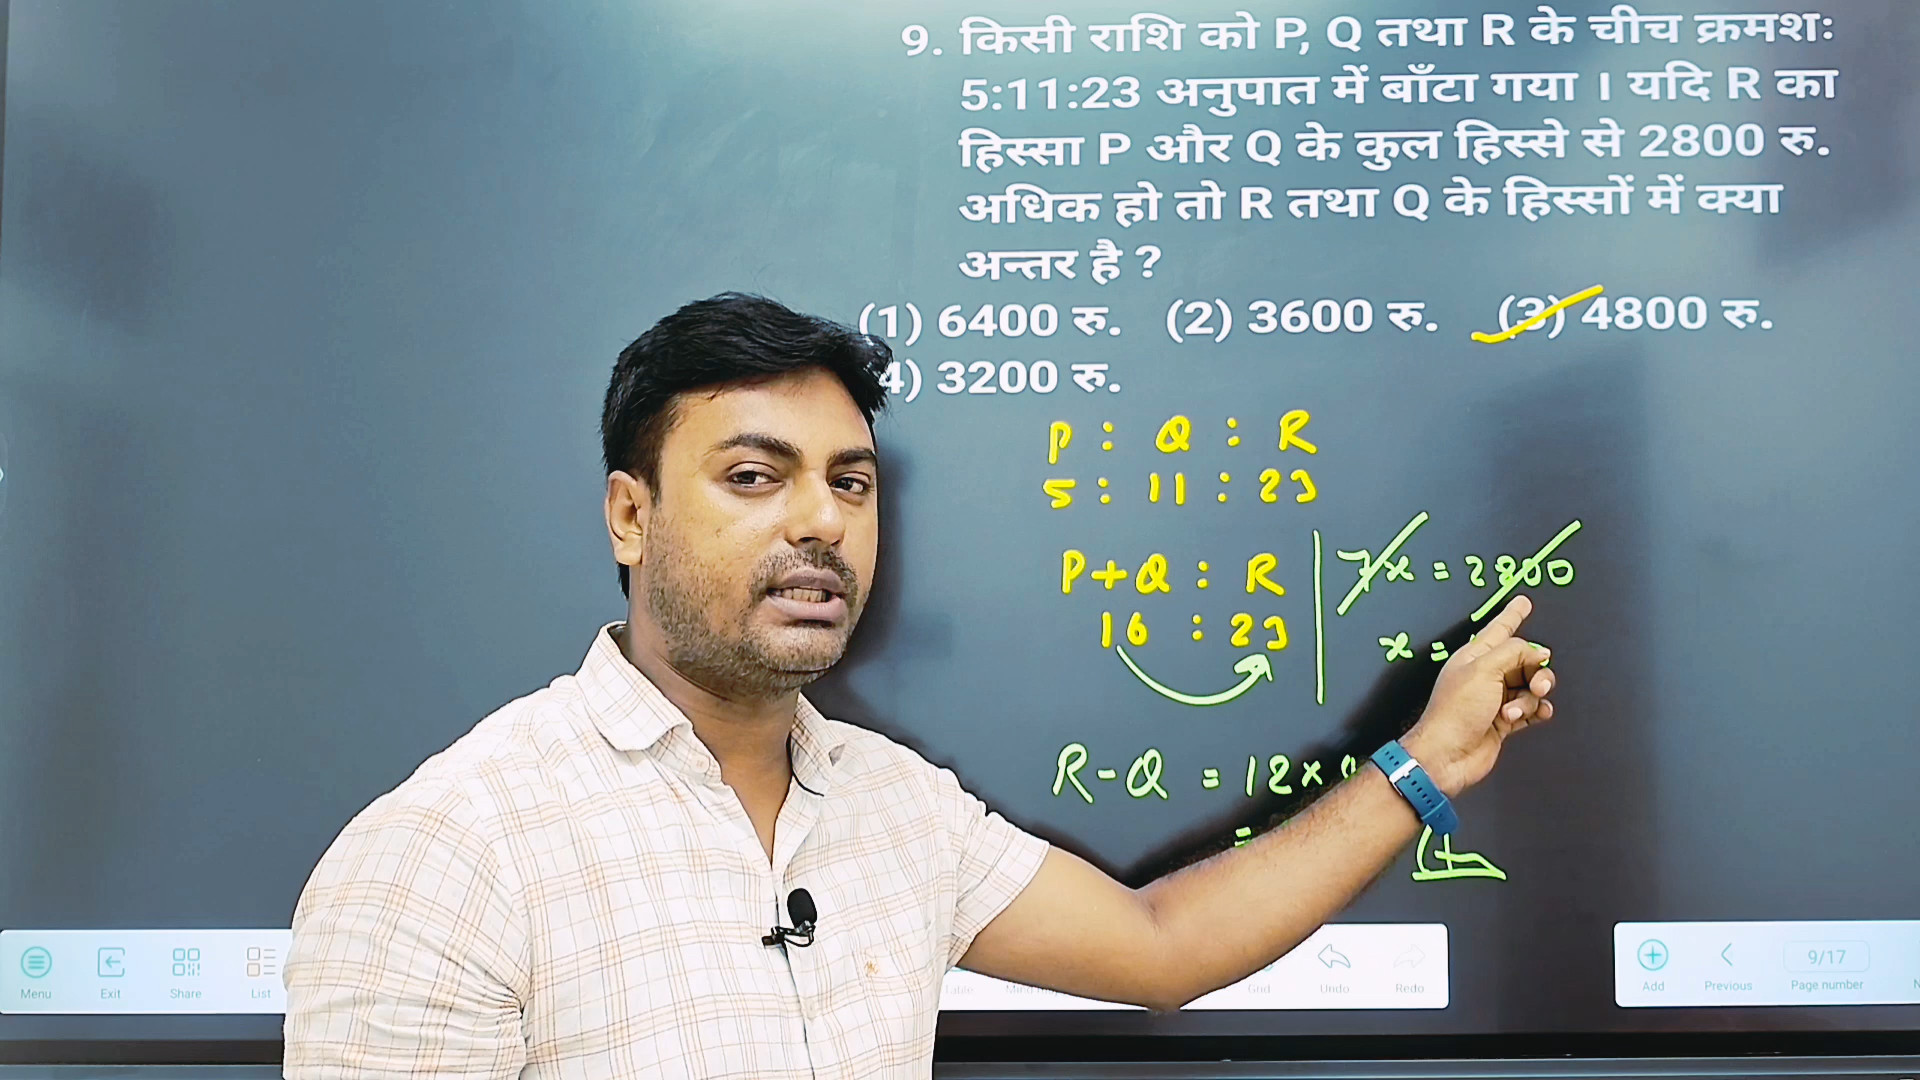 9. किसी राशि को P, Q तथा R के चीच क्रमशः
5:11:23 अनुपात में बाँटा गया । यदि R का
हिस्सा P और Q के कुल हिस्से से 2800 रु.
अधिक हो तो R तथा Q के हिस्सों में क्या
अन्तर है ?
(1) 6400 रु. (2) 3600 रु. (3) 4800 रु.
4) 3200 रु.
P : Q : R
5 : 11 : 23
P+Q : R
16 : 23
7x = 2800
x =
R-Q = 12×
=
Menu Exit Share List Grid Undo Redo Add Previous 9/17 Page number